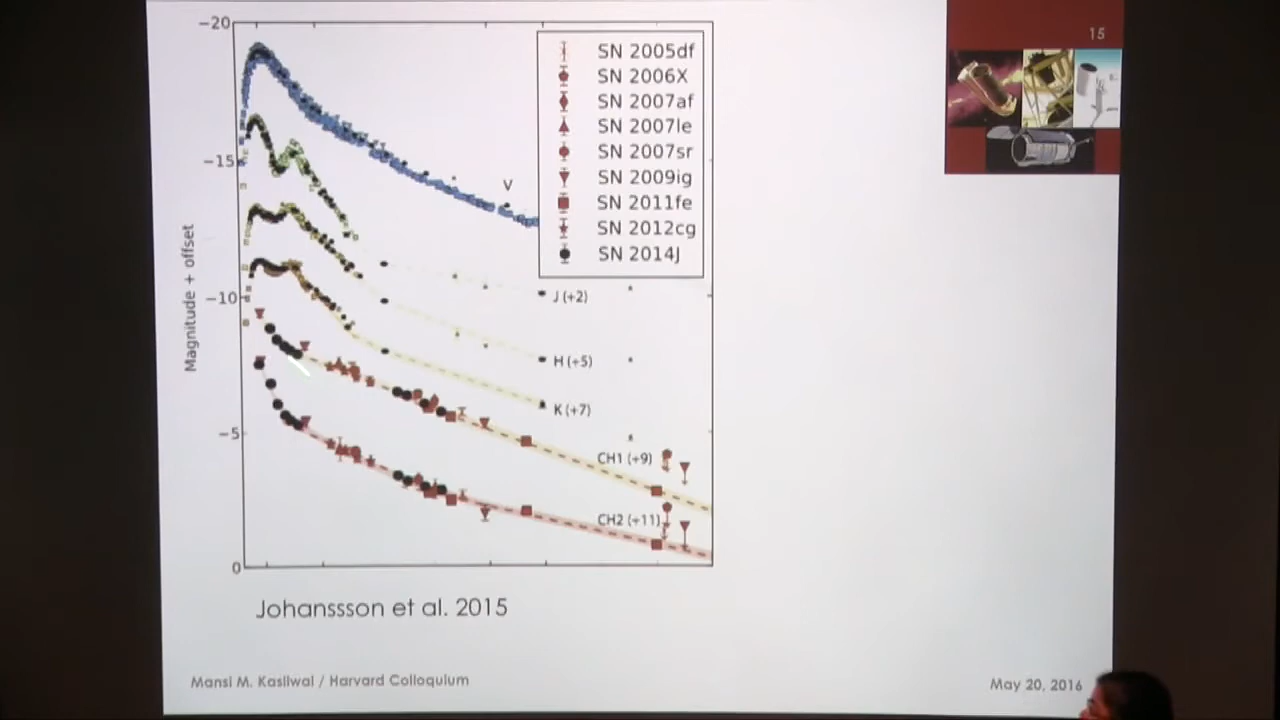 15
−20
−15
−10
−5
0
Magnitude + offset
SN 2005df
SN 2006X
SN 2007af
SN 2007le
SN 2007sr
SN 2009ig
SN 2011fe
SN 2012cg
SN 2014J
V
J (+2)
H (+5)
K (+7)
CH1 (+9)
CH2 (+11)
Johanssson et al. 2015
Mansi M. Kasliwal / Harvard Colloquium
May 20, 2016